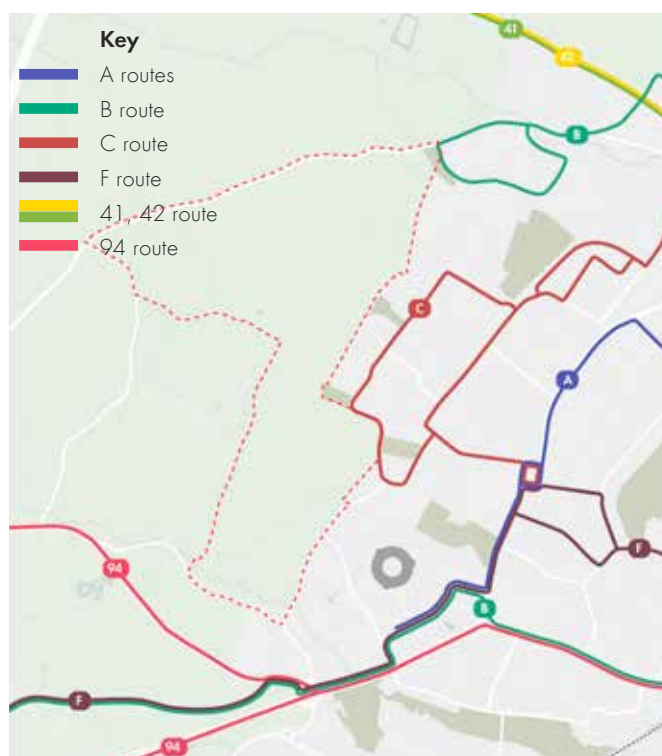 Key
A routes
B route
C route
F route
41, 42 route
94 route
41
42
B
C
A
F
94
B
F
94